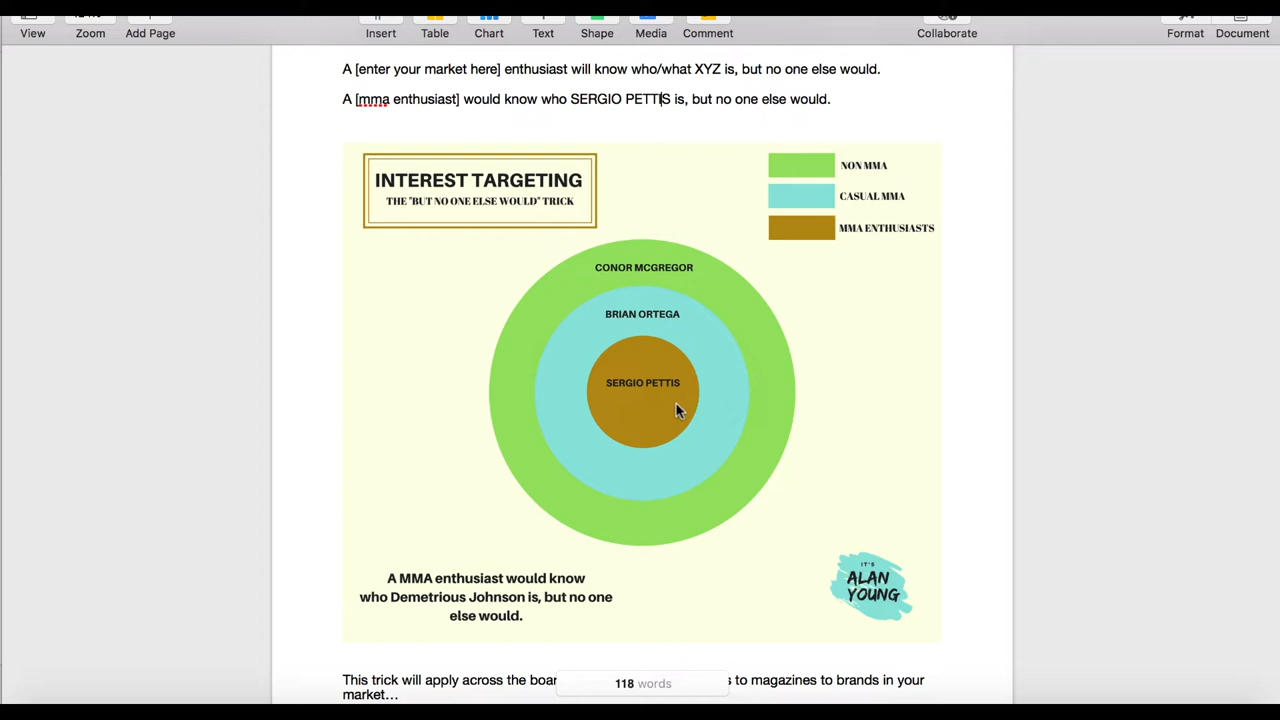 View
Zoom
Add Page
Insert
Table
Chart
Text
Shape
Media
Comment
Collaborate
Format
Document
A [enter your market here] enthusiast will know who/what XYZ is, but no one else would.
A [mma enthusiast] would know who SERGIO PETTIS is, but no one else would.
INTEREST TARGETING
THE "BUT NO ONE ELSE WOULD" TRICK
NON MMA
CASUAL MMA
MMA ENTHUSIASTS
CONOR MCGREGOR
BRIAN ORTEGA
SERGIO PETTIS
A MMA enthusiast would know
who Demetrious Johnson is, but no one
else would.
IT'S
ALAN
YOUNG
This trick will apply across the boar s to magazines to brands in your
market…
118 words